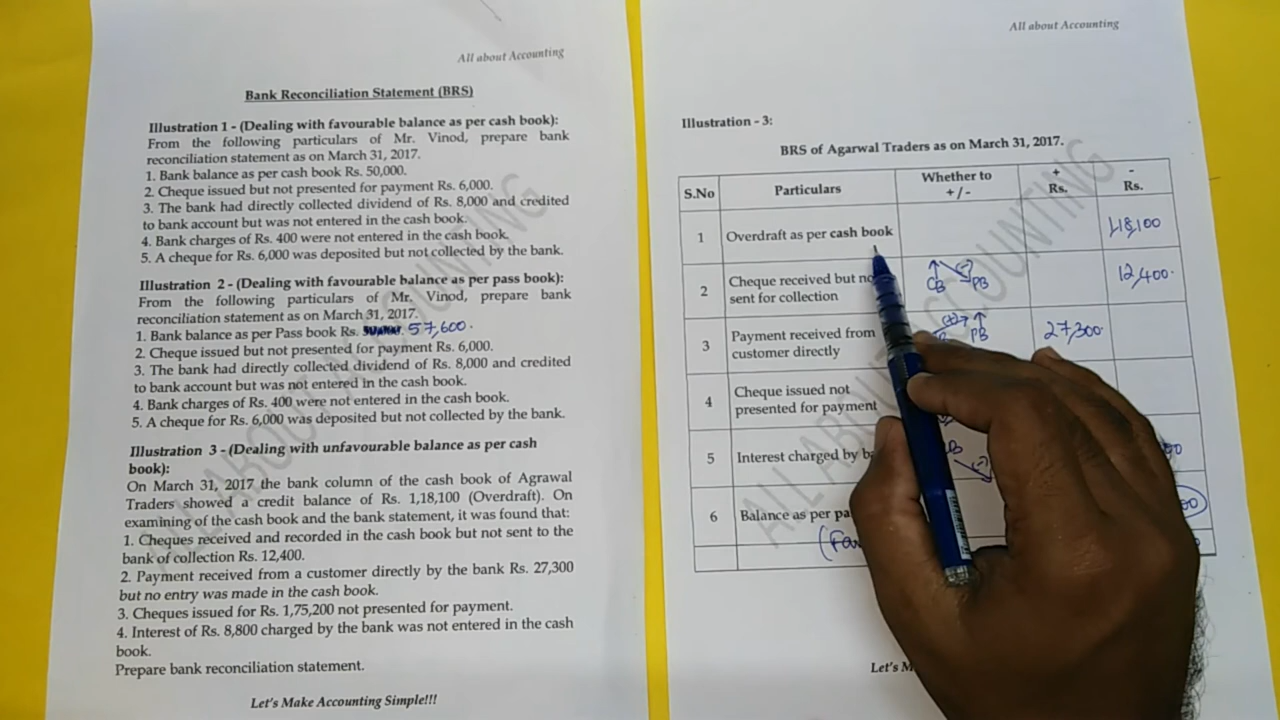 All about Accounting
Bank Reconciliation Statement (BRS)
Illustration 1 - (Dealing with favourable balance as per cash book):
From the following particulars of Mr. Vinod, prepare bank
reconciliation statement as on March 31, 2017.
1. Bank balance as per cash book Rs. 50,000.
2. Cheque issued but not presented for payment Rs. 6,000.
3. The bank had directly collected dividend of Rs. 8,000 and credited
to bank account but was not entered in the cash book.
4. Bank charges of Rs. 400 were not entered in the cash book.
5. A cheque for Rs. 6,000 was deposited but not collected by the bank.
Illustration 2 - (Dealing with favourable balance as per pass book):
From the following particulars of Mr. Vinod, prepare bank
reconciliation statement as on March 31, 2017.
1. Bank balance as per Pass book Rs. 57,600.
2. Cheque issued but not presented for payment Rs. 6,000.
3. The bank had directly collected dividend of Rs. 8,000 and credited
to bank account but was not entered in the cash book.
4. Bank charges of Rs. 400 were not entered in the cash book.
5. A cheque for Rs. 6,000 was deposited but not collected by the bank.
Illustration 3 - (Dealing with unfavourable balance as per cash
book):
On March 31, 2017 the bank column of the cash book of Agrawal
Traders showed a credit balance of Rs. 1,18,100 (Overdraft). On
examining of the cash book and the bank statement, it was found that:
1. Cheques received and recorded in the cash book but not sent to the
bank of collection Rs. 12,400.
2. Payment received from a customer directly by the bank Rs. 27,300
but no entry was made in the cash book.
3. Cheques issued for Rs. 1,75,200 not presented for payment.
4. Interest of Rs. 8,800 charged by the bank was not entered in the cash
book.
Prepare bank reconciliation statement.
Let's Make Accounting Simple!!!
All about Accounting
Illustration - 3:
BRS of Agarwal Traders as on March 31, 2017.
S.No Particulars Whether to + -
+/- Rs. Rs.
1 Overdraft as per cash book 1,18,100
2 Cheque received but no CB (-) PB 12,400.
sent for collection
3 Payment received from (+) PB 27,300.
customer directly
4 Cheque issued not
presented for payment
5 Interest charged by (-)
6 Balance as per
Let's
ALL ABOUT ACCOUNTING